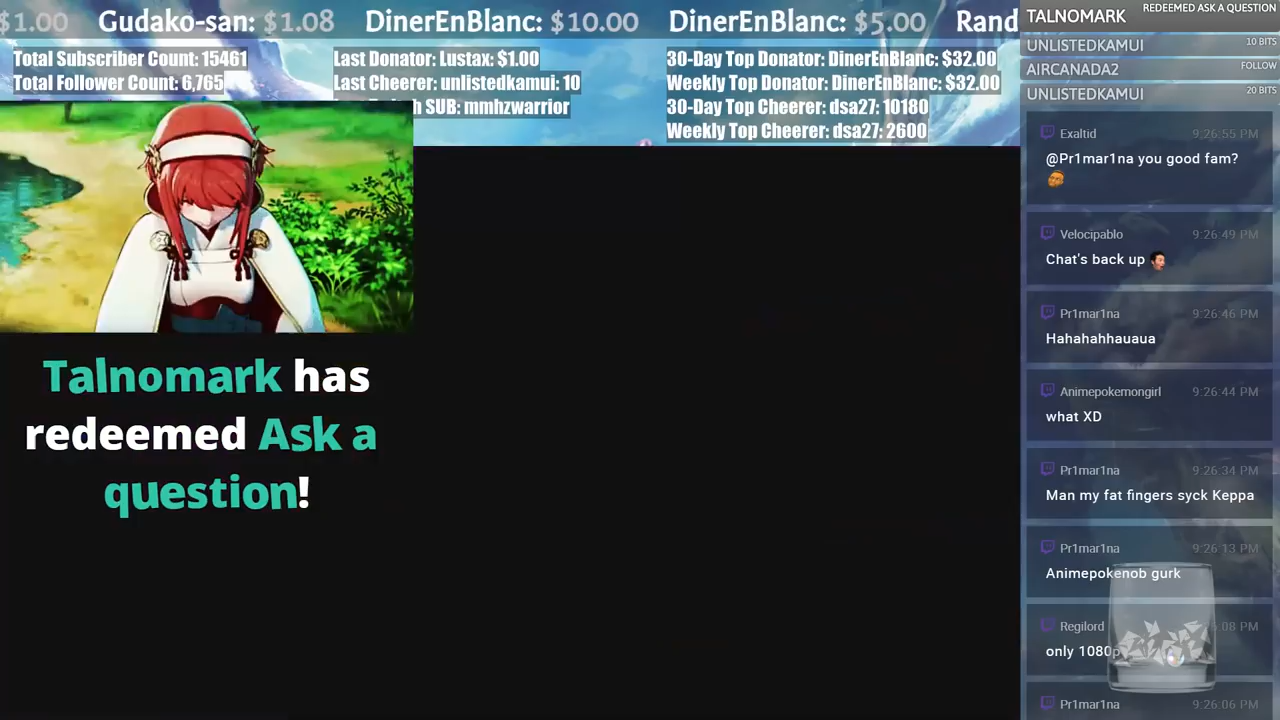 $1.00 Gudako-san: $1.08 DinerEnBlanc: $10.00 DinerEnBlanc: $5.00 Rand
Total Subscriber Count: 15461
Total Follower Count: 6,765
Last Donator: Lustax: $1.00
Last Cheerer: unlistedkamui: 10
SUB: mmhzwarrior
30-Day Top Donator: DinerEnBlanc: $32.00
Weekly Top Donator: DinerEnBlanc: $32.00
30-Day Top Cheerer: dsa27: 10180
Weekly Top Cheerer: dsa27: 2600
Talnomark has
redeemed Ask a
question!
TALNOMARK REDEEMED ASK A QUESTION
UNLISTEDKAMUI 10 BITS
AIRCANADA2 FOLLOW
UNLISTEDKAMUI 20 BITS
Exaltid 9:26:55 PM
@Pr1mar1na you good fam?
Velocipablo 9:26:49 PM
Chat's back up
Pr1mar1na 9:26:46 PM
Hahahahhauaua
Animepokemongirl 9:26:44 PM
what XD
Pr1mar1na 9:26:34 PM
Man my fat fingers syck Keppa
Pr1mar1na 9:26:13 PM
Animepokenob gurk
Regilord :08 PM
only 1080p
Pr1mar1na 9:26:06 PM